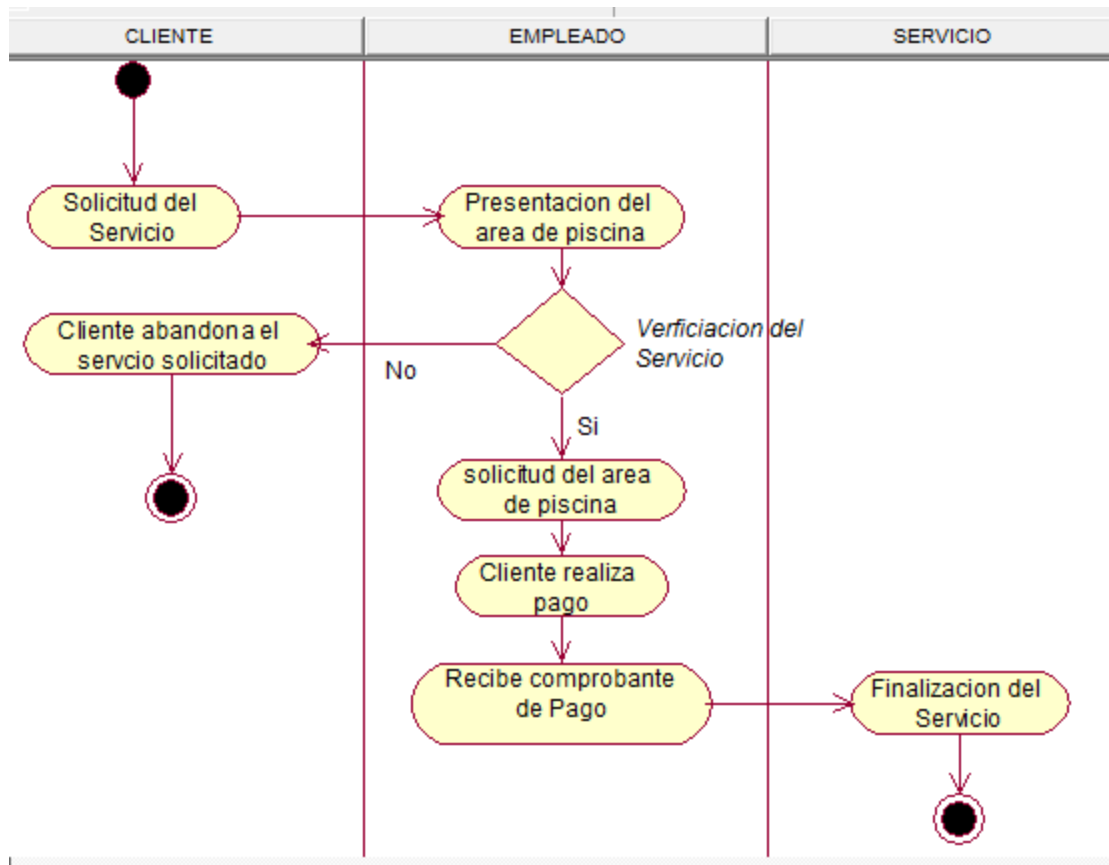 CLIENTE
EMPLEADO
SERVICIO
Solicitud del
Servicio
Presentacion del
area de piscina
Cliente abandona el
servcio solicitado
No
Verficiacion del
Servicio
Si
solicitud del area
de piscina
Cliente realiza
pago
Recibe comprobante
de Pago
Finalizacion del
Servicio